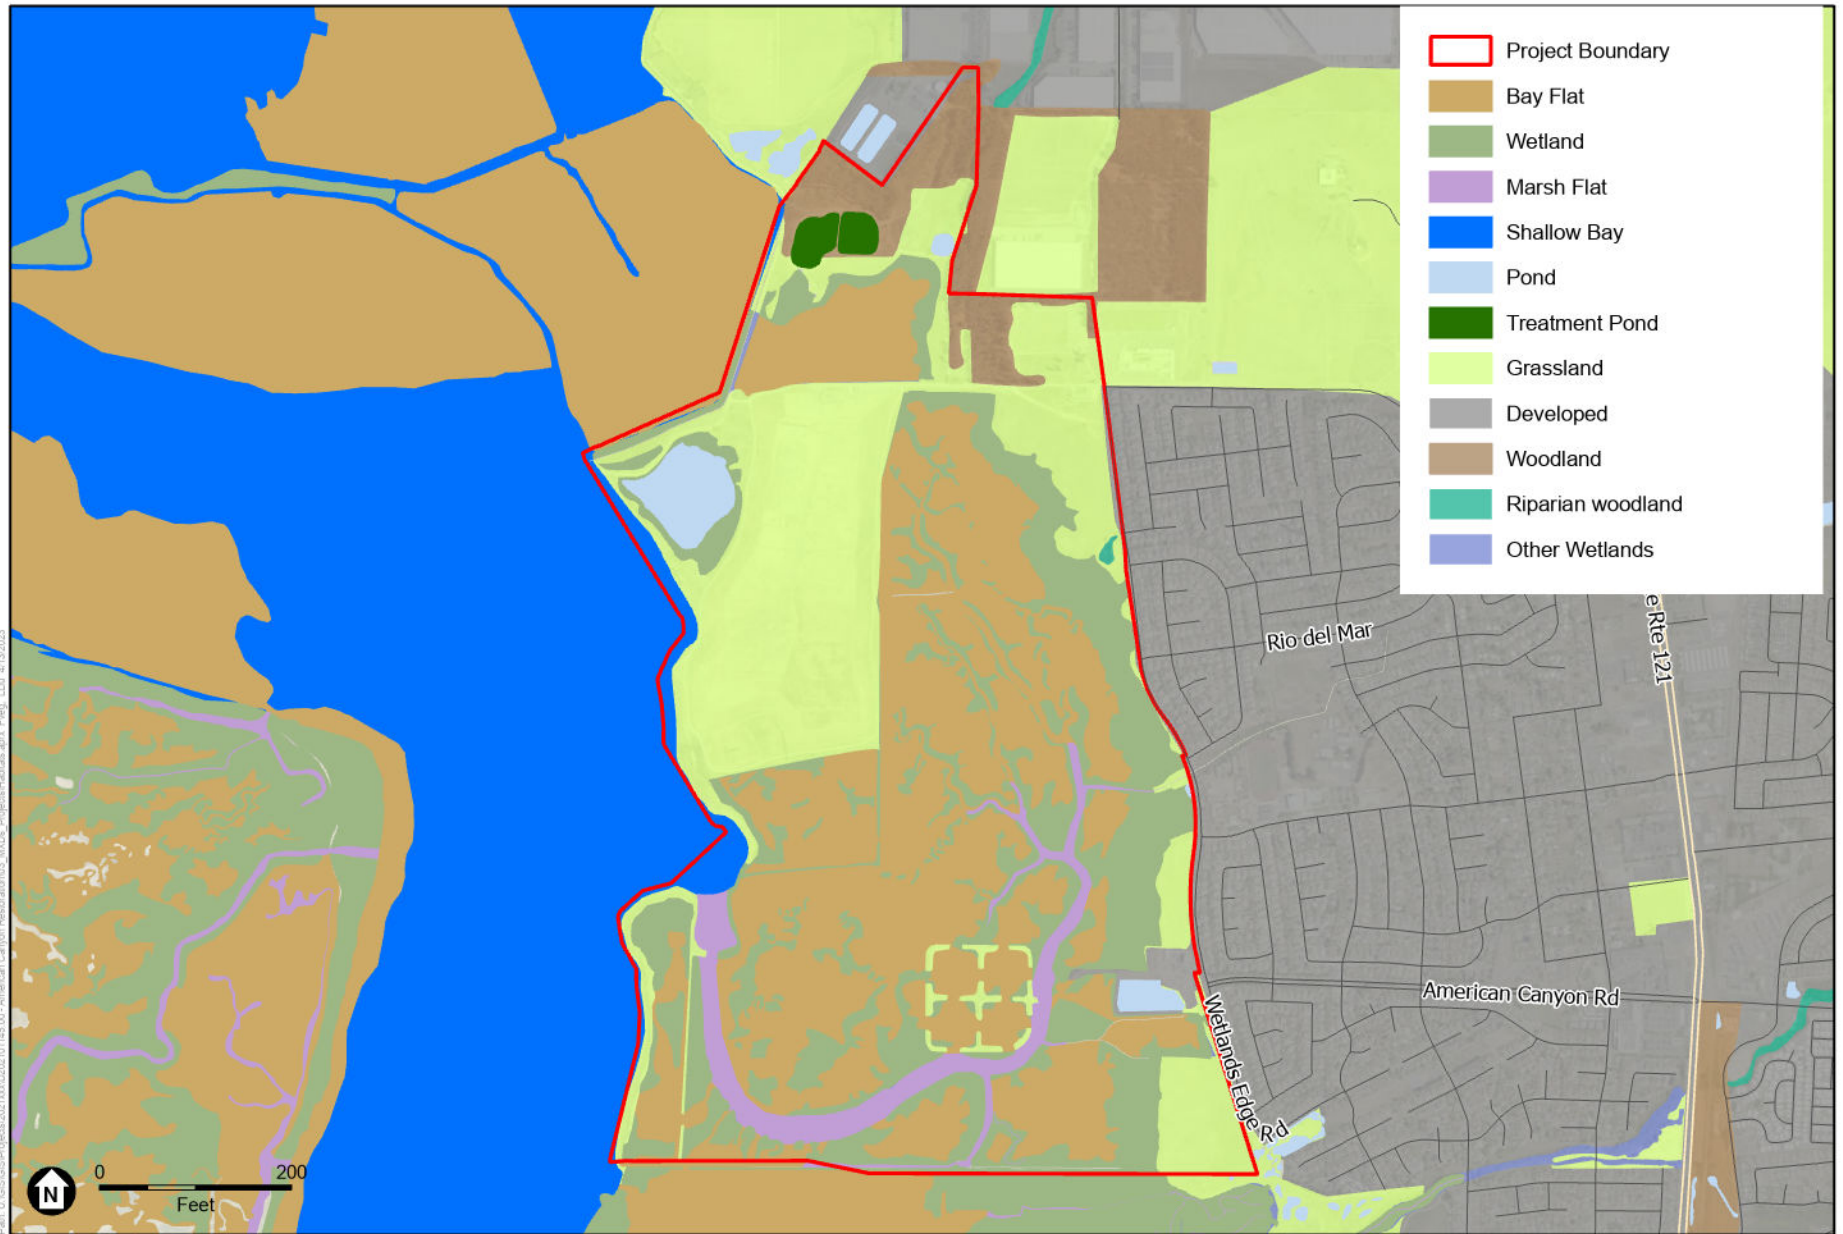 Project Boundary
Bay Flat
Wetland
Marsh Flat
Shallow Bay
Pond
Treatment Pond
Grassland
Developed
Woodland
Riparian woodland
Other Wetlands
e Rte 121
Rio del Mar
American Canyon Rd
Wetlands Edge Rd
N
0 200
Feet